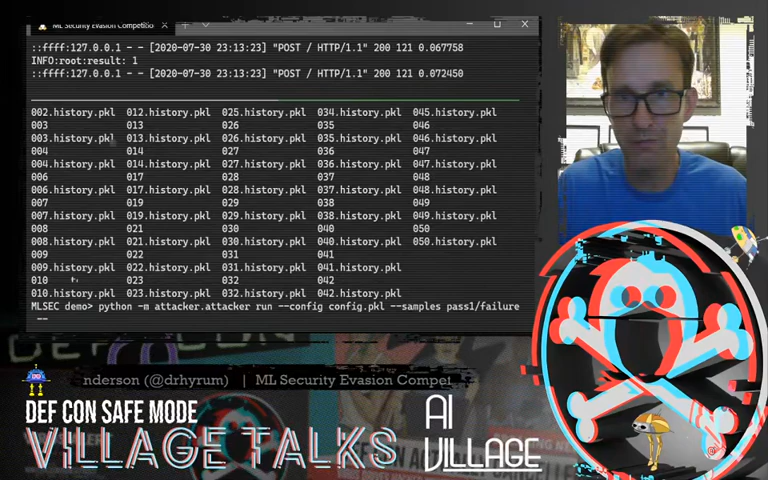 ML Security Evasion Competitio
::ffff:127.0.0.1 - - [2020-07-30 23:13:23] "POST / HTTP/1.1" 200 121 0.067758
INFO:root:result: 1
::ffff:127.0.0.1 - - [2020-07-30 23:13:23] "POST / HTTP/1.1" 200 121 0.072450
002.history.pkl 012.history.pkl 025.history.pkl 034.history.pkl 045.history.pkl
003 013 026 035 046
003.history.pkl 13.history.pkl 026.history.pkl 035.history.pkl 046.history.pkl
004 014 027 036 047
004.history.pkl 014.history.pkl 027.history.pkl 036.history.pkl 047.history.pkl
006 017 028 037 048
006.history.pkl 017.history.pkl 028.history.pkl 037.history.pkl 048.history.pkl
007 019 029 038 049
007.history.pkl 019.history.pkl 029.history.pkl 038.history.pkl 049.history.pkl
008 021 030 040 050
008.history.pkl 021.history.pkl 030.history.pkl 040.history.pkl 050.history.pkl
009 022 031 041
009.history.pkl 022.history.pkl 031.history.pkl 041.history.pkl
010 023 032 042
010.history.pkl 023.history.pkl 032.history.pkl 042.history.pkl
MLSEC demo> python -m attacker.attacker run --config config.pkl --samples pass1/failure
--
nderson (@drhyrum) | ML Security Evasion Compet
DEF CON SAFE MODE
VILLAGE TALKS
AI
VILLAGE